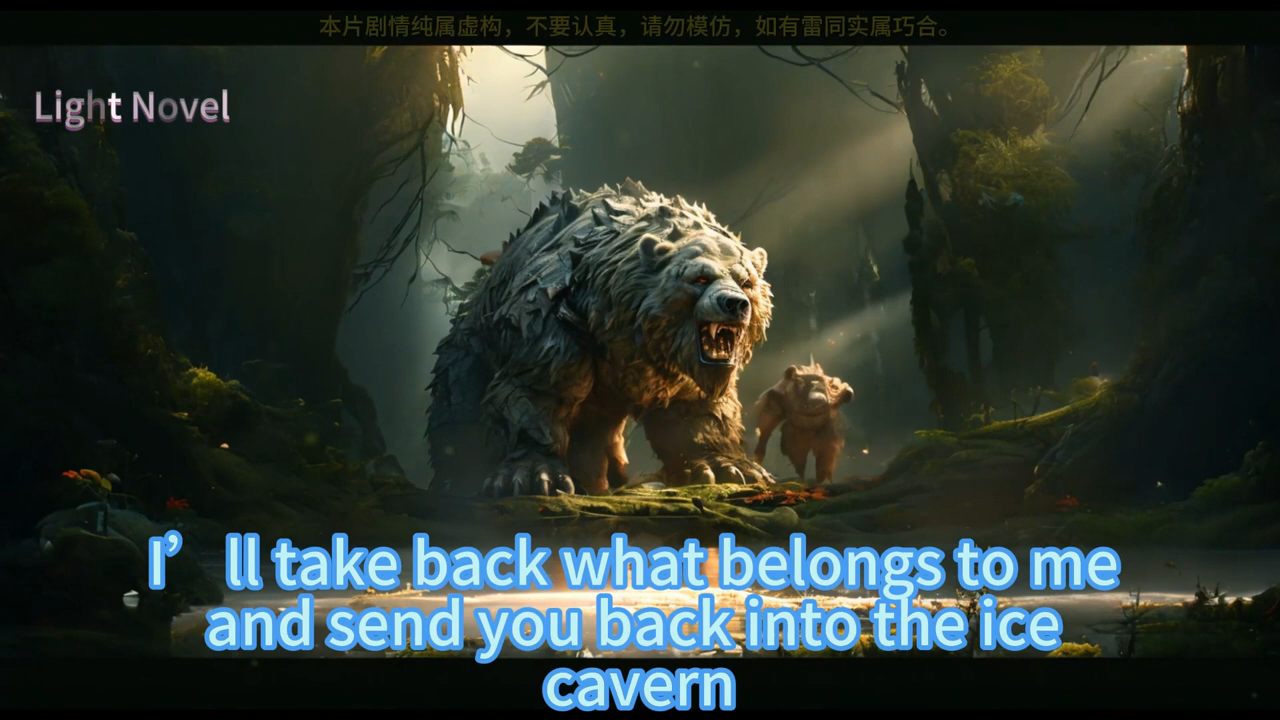 本片剧情纯属虚构，不要认真，请勿模仿，如有雷同实属巧合。
Light Novel
I’ll take back what belongs to me
and send you back into the ice
cavern